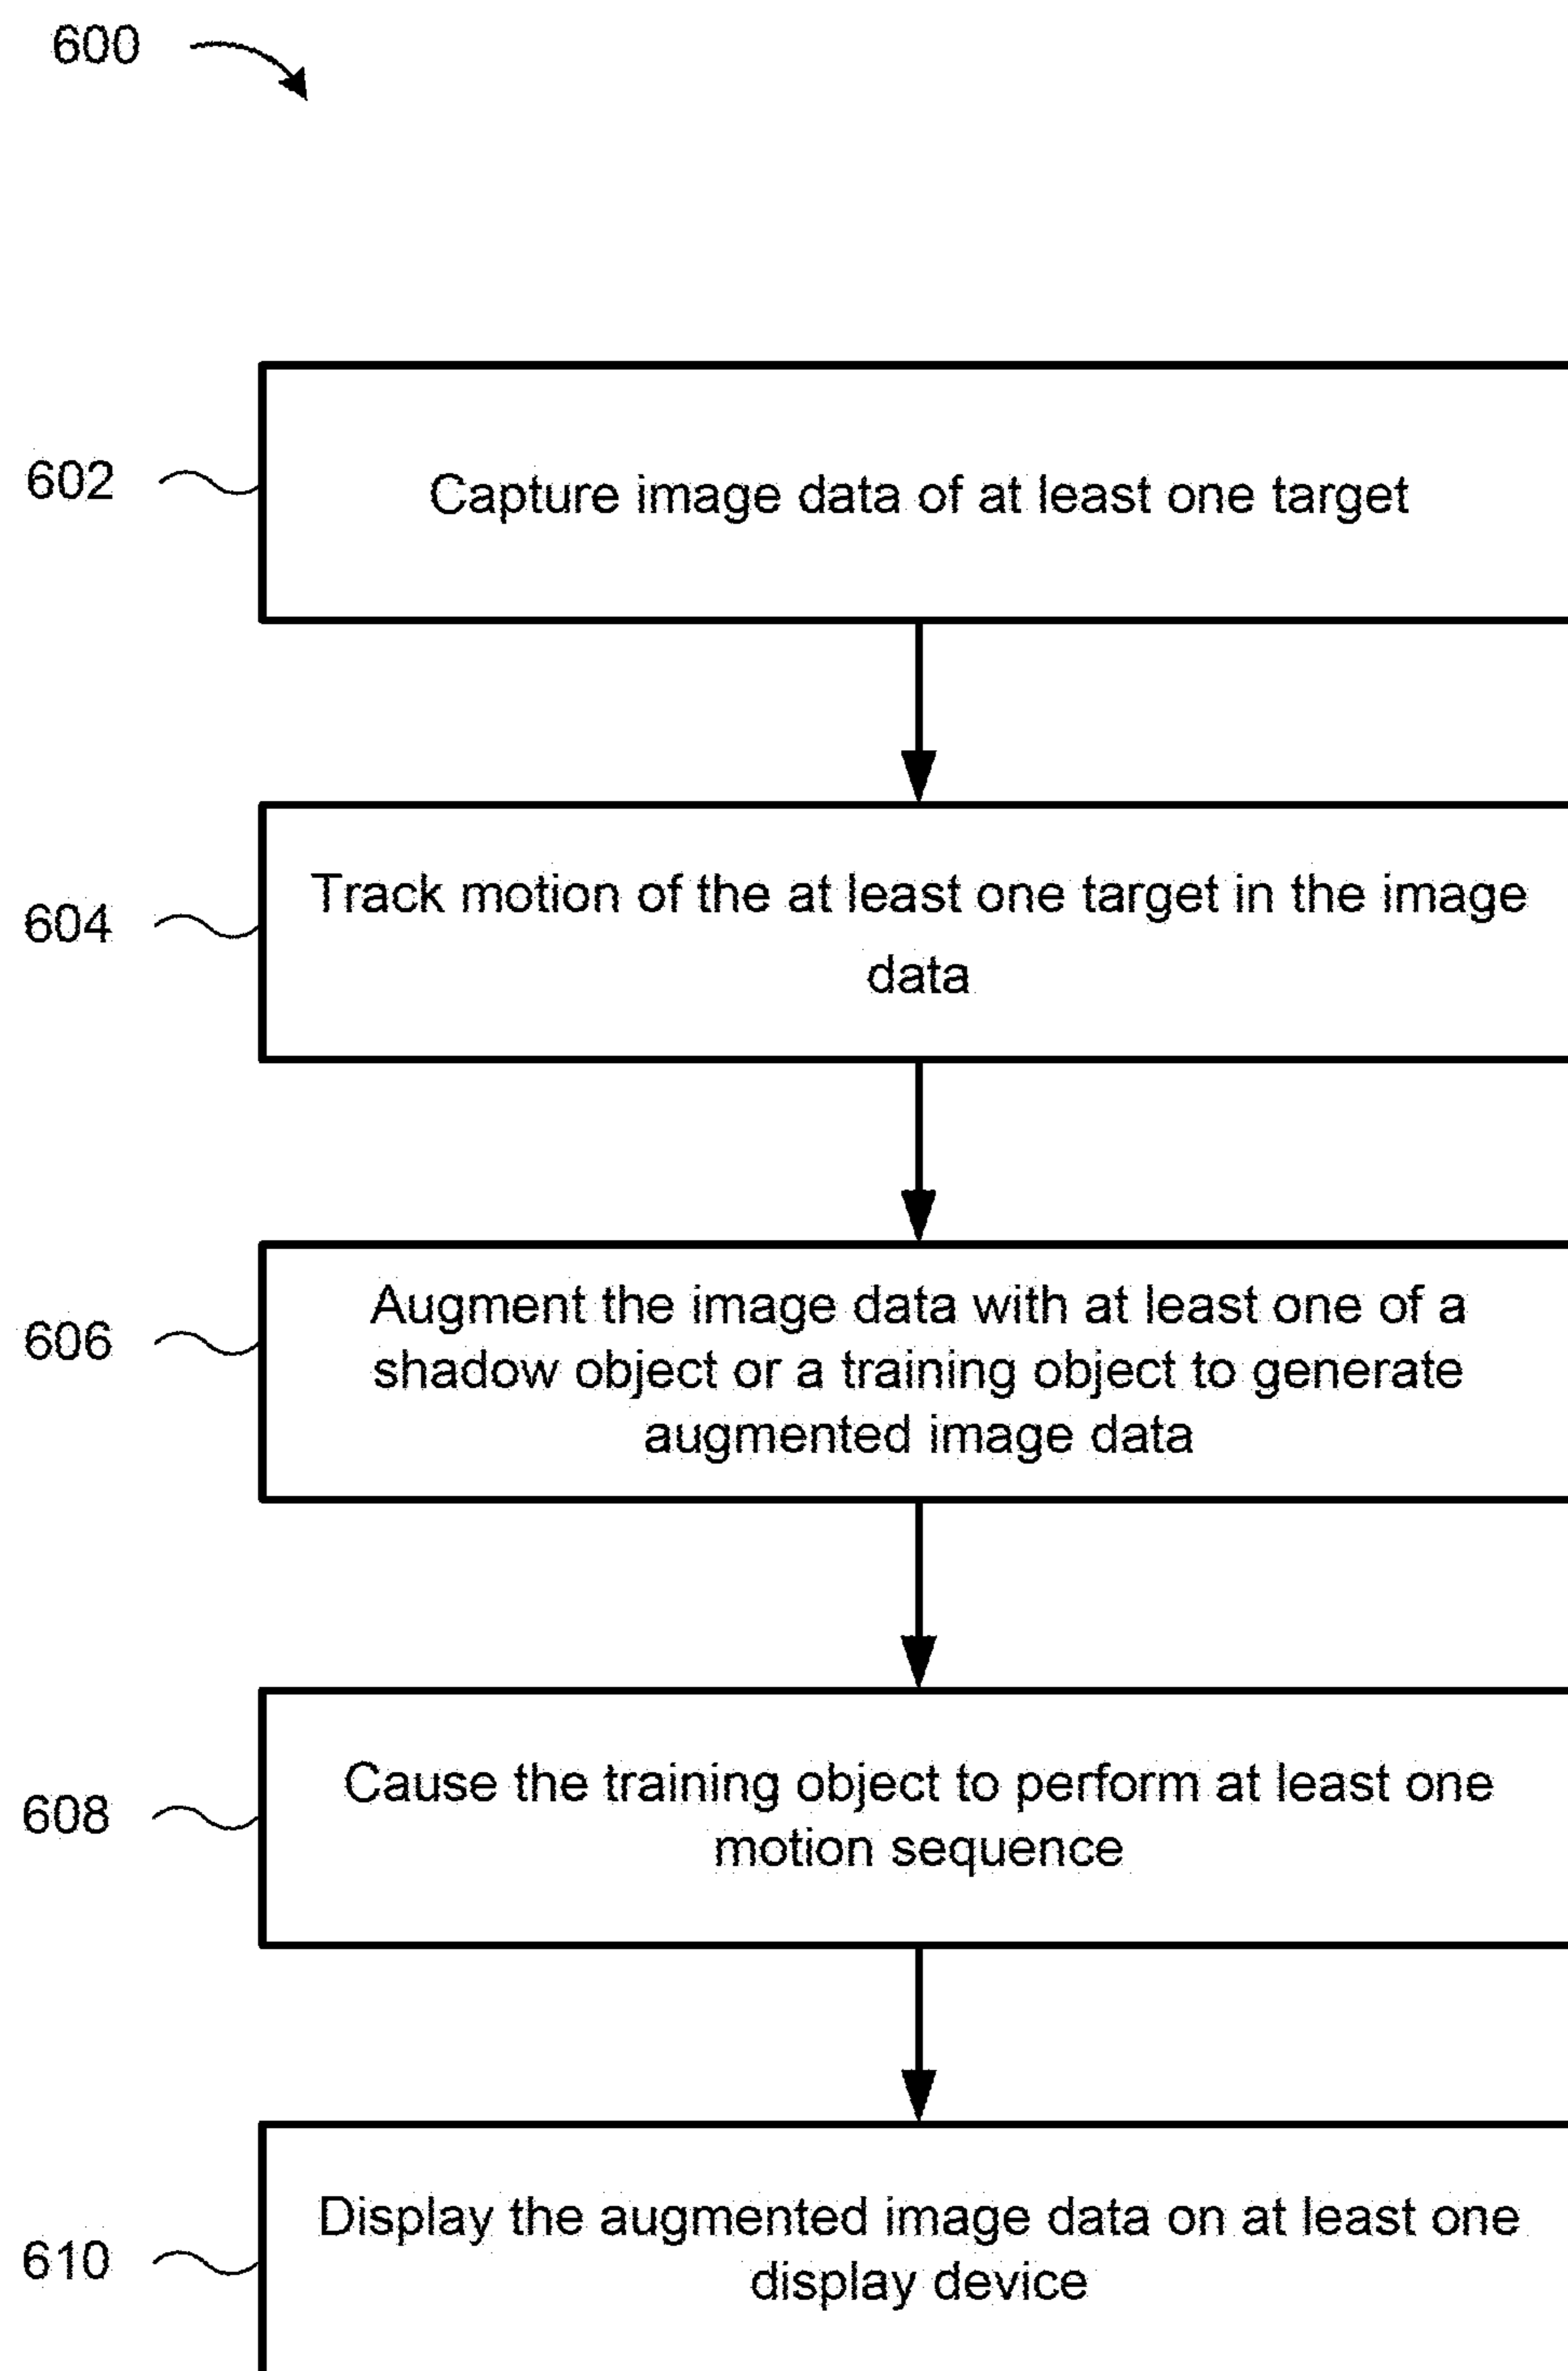 600
602
Capture image data of at least one target
604
Track motion of the at least one target in the image
data
606
Augment the image data with at least one of a
shadow object or a training object to generate
augmented image data
608
Cause the training object to perform at least one
motion sequence
610
Display the augmented image data on at least one
display device